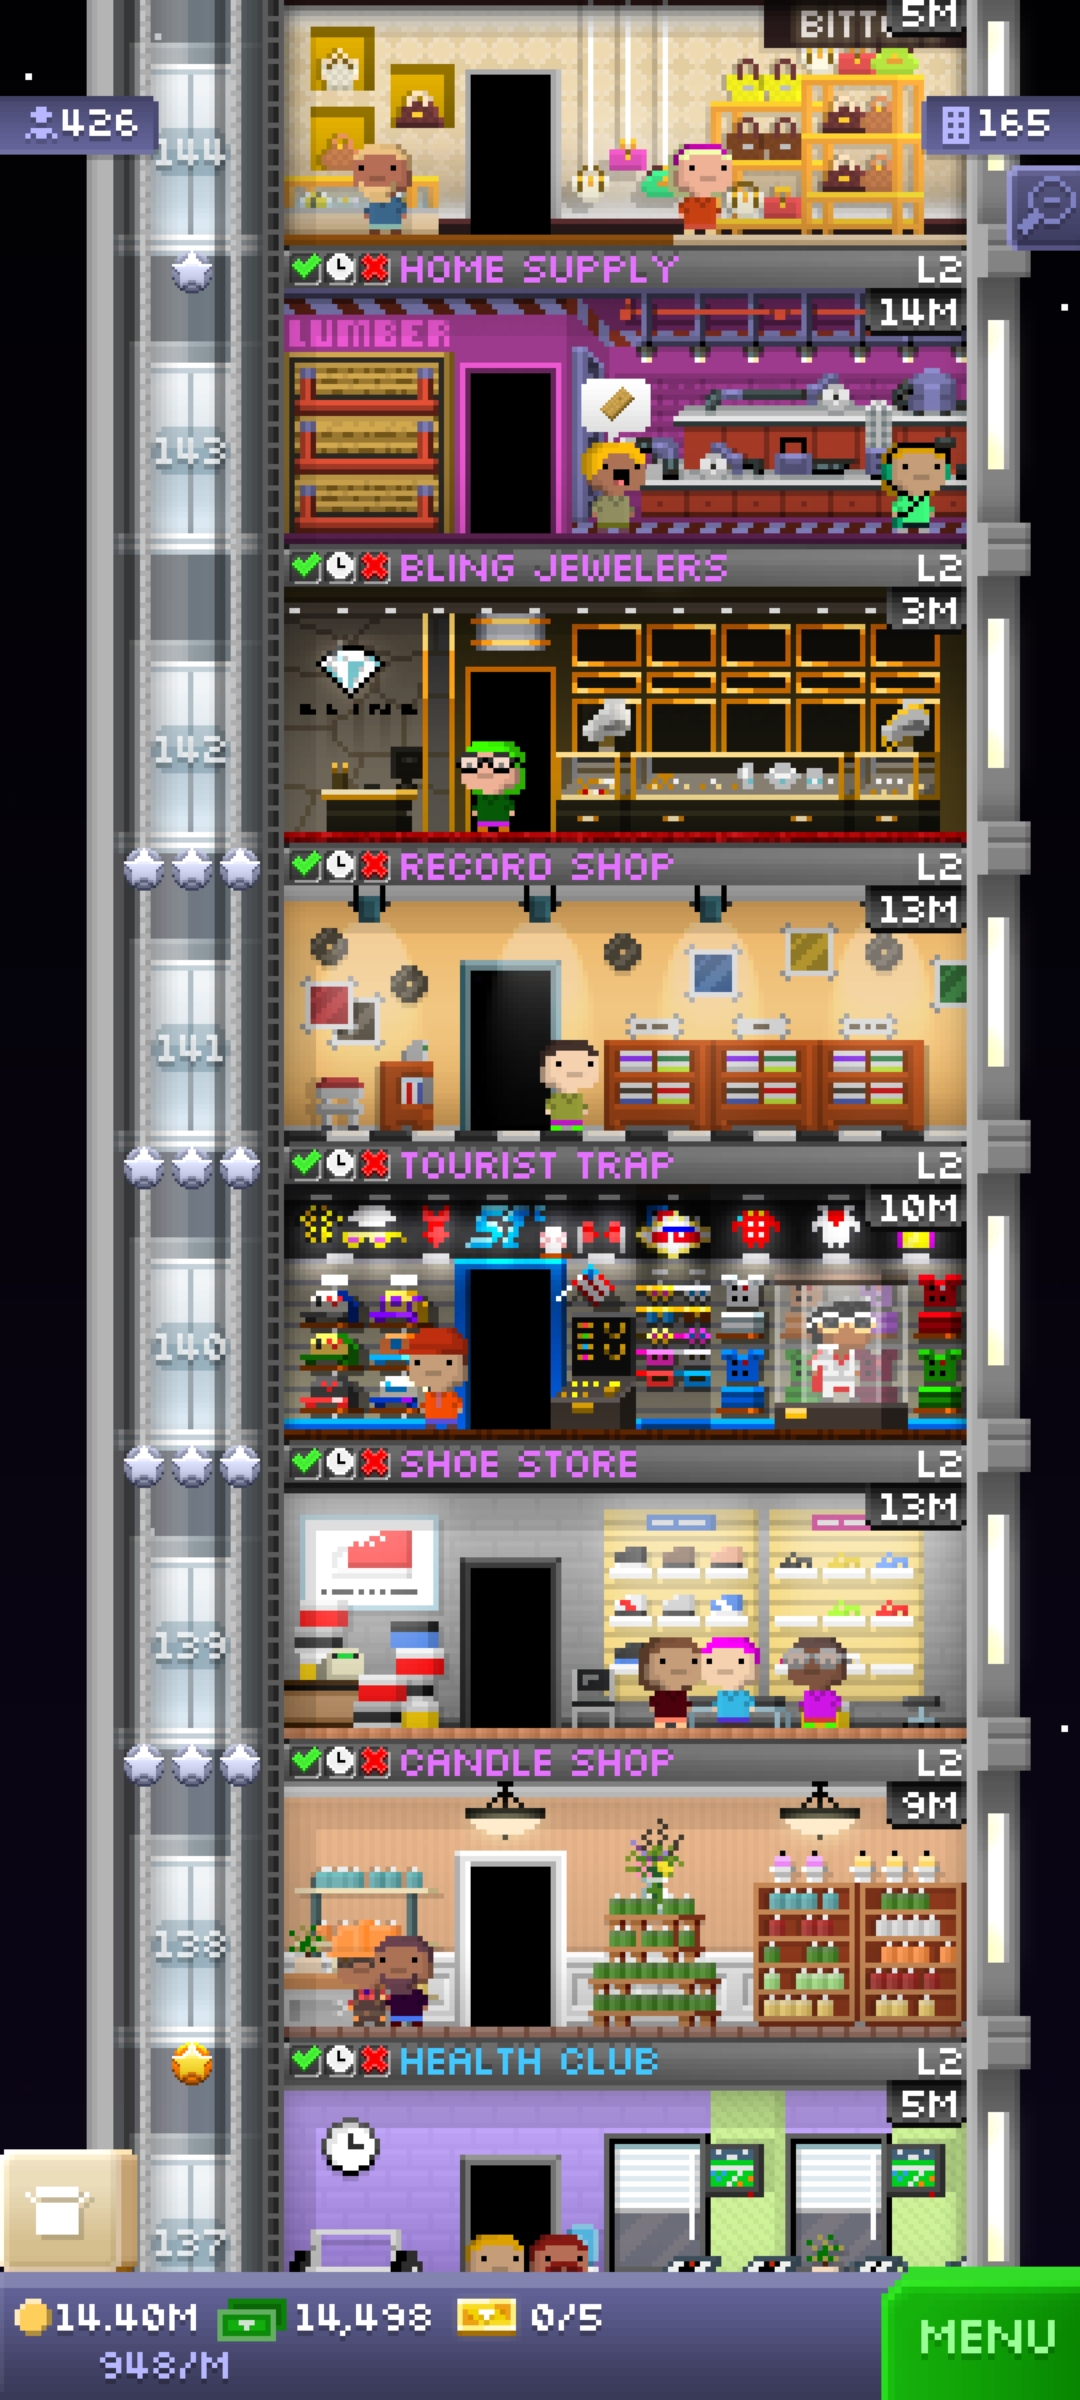 5M
426
144
165
HOME SUPPLY L2
14M
LUMBER
143
BLING JEWELERS L2
3M
BLING
142
RECORD SHOP L2
13M
141
TOURIST TRAP L2
10M
140
SHOE STORE L2
13M
139
CANDLE SHOP L2
9M
138
HEALTH CLUB L2
5M
137
14.40M 14,498 0/5
948/M
MENU